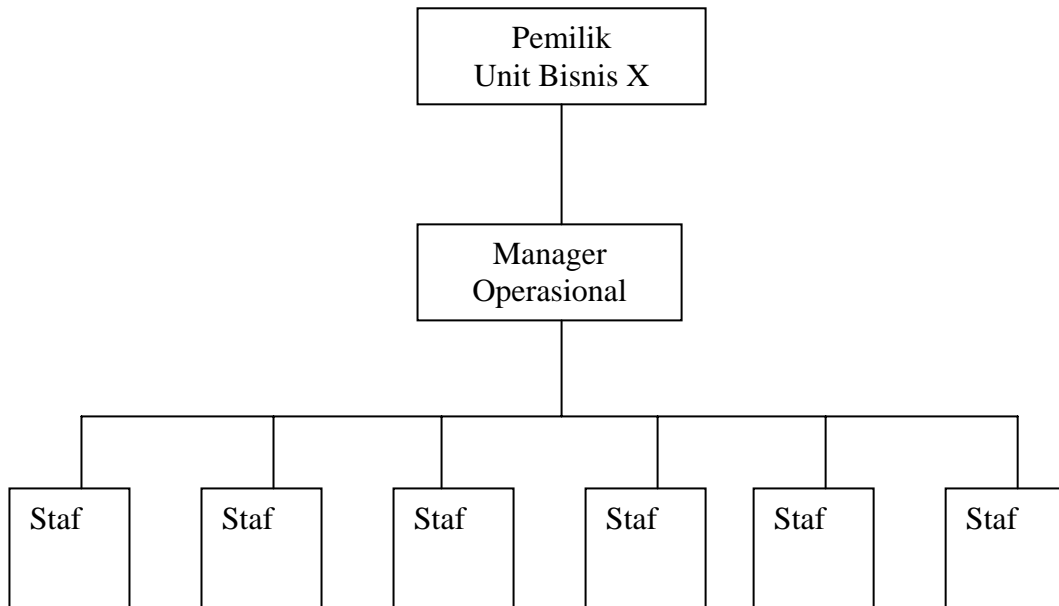 Pemilik
Unit Bisnis X
Manager
Operasional
Staf
Staf
Staf
Staf
Staf
Staf